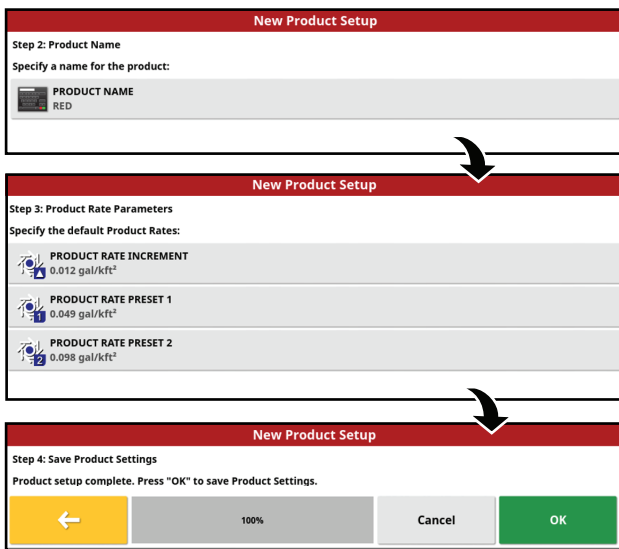 New Product Setup
Step 2: Product Name
Specify a name for the product:
PRODUCT NAME
RED
New Product Setup
Step 3: Product Rate Parameters
Specify the default Product Rates:
PRODUCT RATE INCREMENT
0.012 gal/kft²
PRODUCT RATE PRESET 1
0.049 gal/kft²
1
PRODUCT RATE PRESET 2
0.098 gal/kft²
2
New Product Setup
Step 4: Save Product Settings
Product setup complete. Press "OK" to save Product Settings.
100%
Cancel
OK